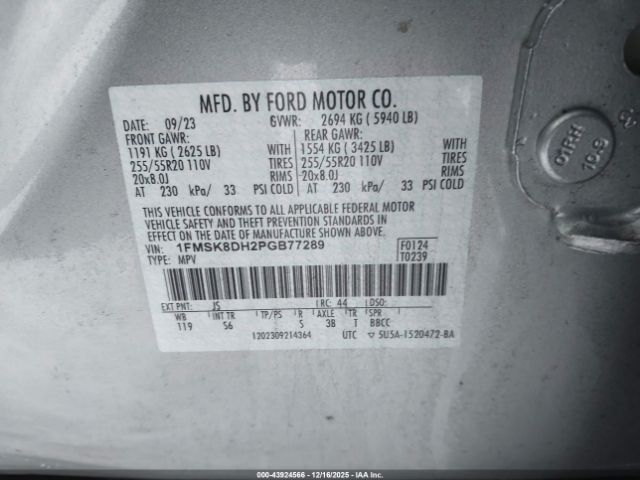 MFD. BY FORD MOTOR CO.
DATE: 09/23 GVWR: 2694 KG ( 5940 LB)
FRONT GAWR: REAR GAWR:
1191 KG ( 2625 LB) WITH 1554 KG ( 3425 LB) WITH
255/55R20 110V TIRES 255/55R20 110V TIRES
20x8.0J RIMS 20x8.0J RIMS
AT 230 kPa/ 33 PSI COLD AT 230 kPa/ 33 PSI COLD
THIS VEHICLE CONFORMS TO ALL APPLICABLE FEDERAL MOTOR
VEHICLE SAFETY AND THEFT PREVENTION STANDARDS
IN EFFECT ON THE DATE OF MANUFACTURE SHOWN ABOVE.
VIN: 1FMSK8DH2PGB77289 F0124
TYPE: MPV T0239
EXT PNT: JS RC: 44 DSO:
WB INT TR TP/PS R AXLE TR SPR
119 S6 S 3B T BBCC
1202309214364 UTC ▽ 5U5A-1520472-BA
01RH
10.9
000-43924566 - 12/16/2025 - IAA Inc.